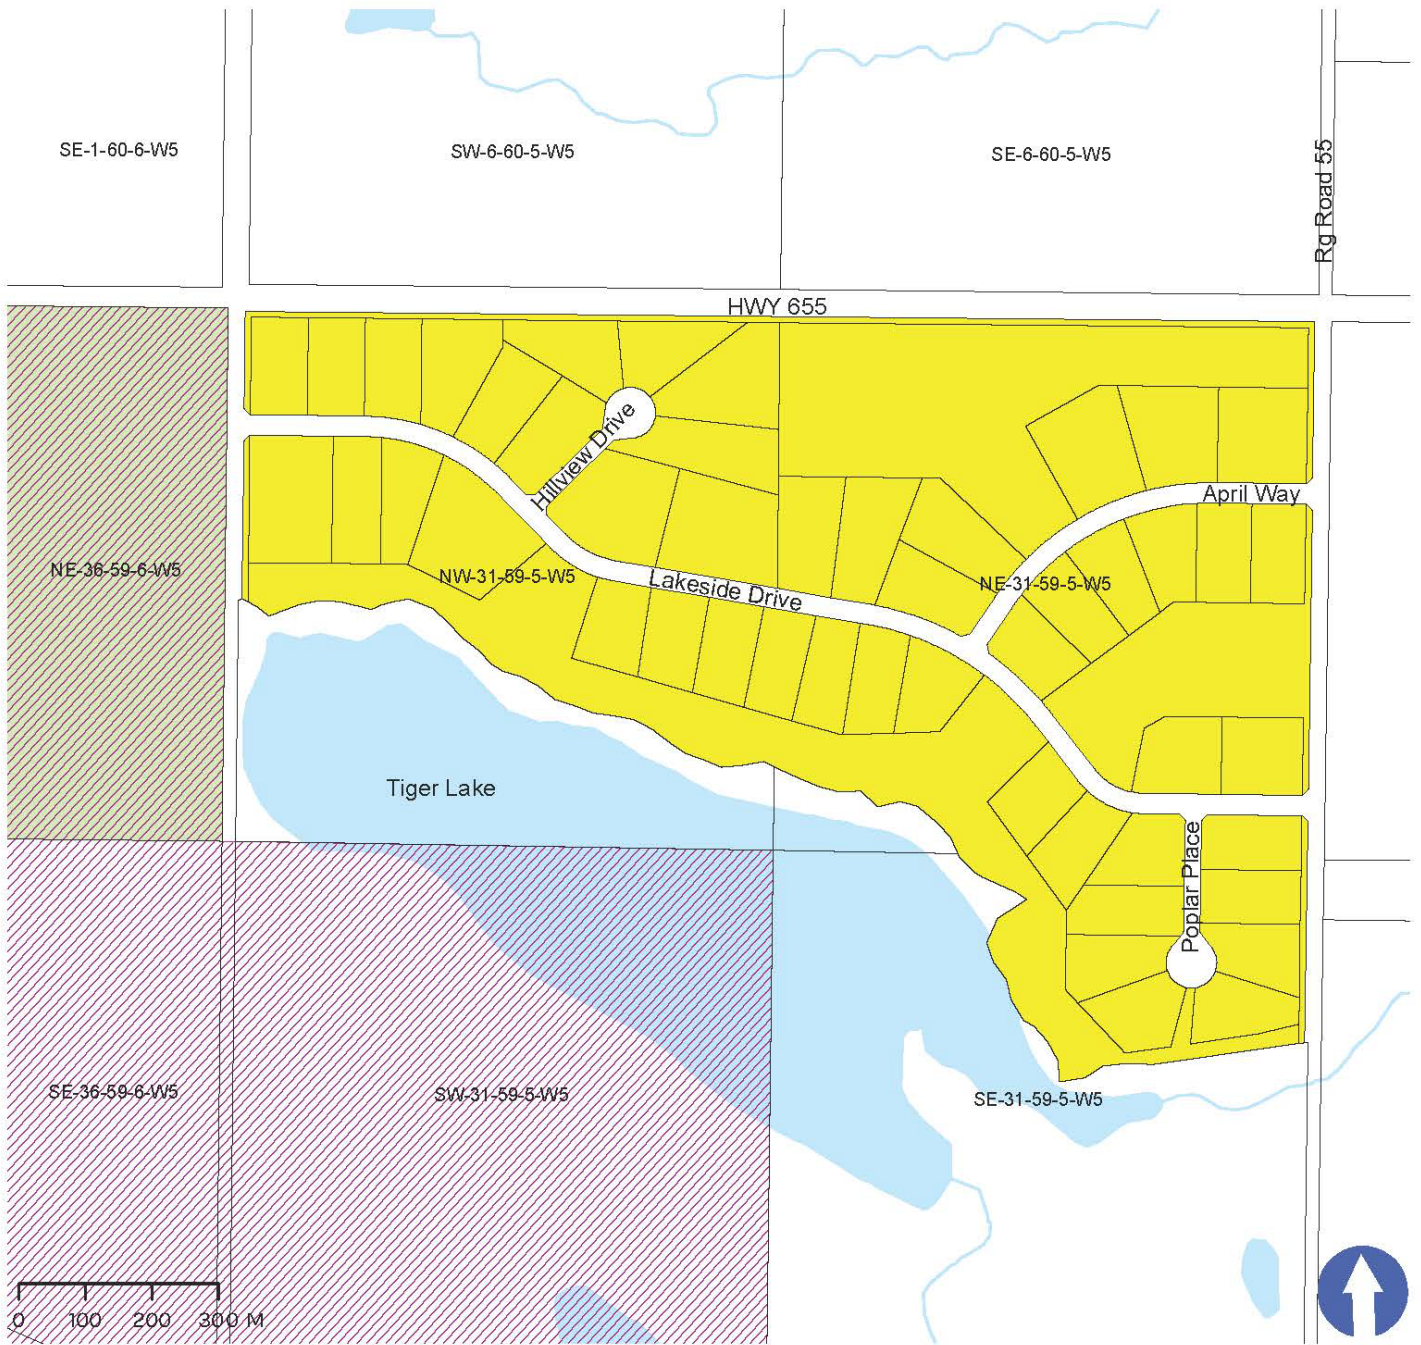 SE-1-60-6-W5
SW-6-60-5-W5
SE-6-60-5-W5
Rg Road 55
HWY 655
Hillview Drive
April Way
NE-36-59-6-W5
NW-31-59-5-W5
NE-31-59-5-W5
Lakeside Drive
Tiger Lake
Poplar Place
SE-36-59-6-W5
SW-31-59-5-W5
SE-31-59-5-W5
0 100 200 300 M